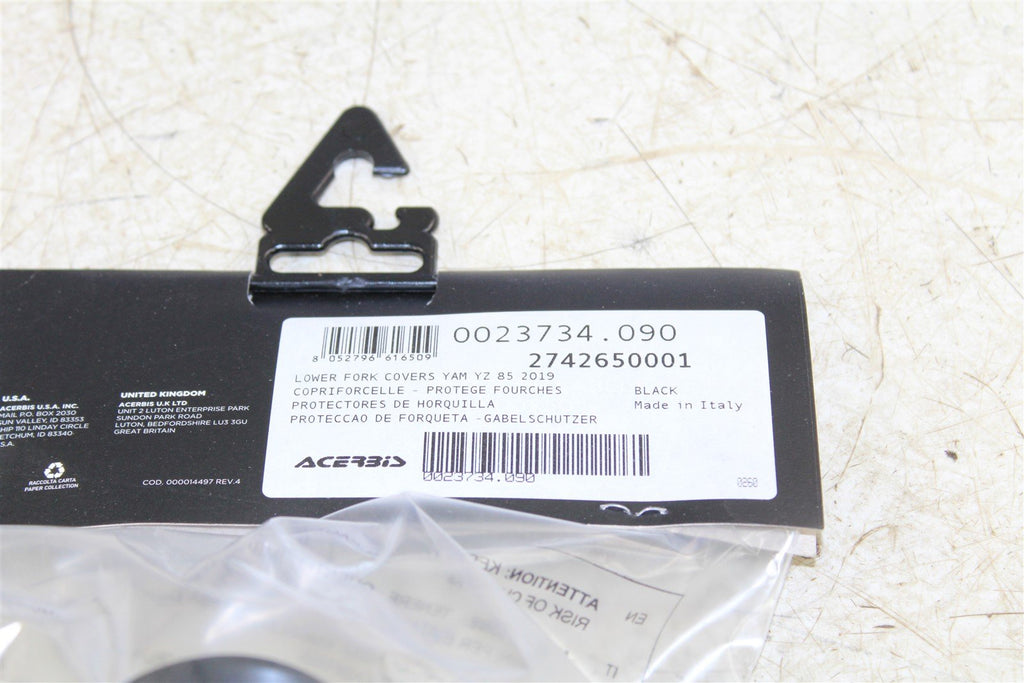 0023734.090
8 052796 616509
2742650001
LOWER FORK COVERS YAM YZ 85 2019
COPRIFORCELLE - PROTEGE FOURCHES BLACK
PROTECTORES DE HORQUILLA Made in Italy
PROTECCAO DE FORQUETA -GABELSCHUTZER
ACERBIS
0023734.090
0260
U.S.A.
ACERBIS U.S.A. INC.
MAIL P.O. BOX 2030
SUN VALLEY, ID 83353
SHIP 110 LINDAY CIRCLE
KETCHUM, ID 83340-
U.S.A.
UNITED KINGDOM
ACERBIS U.K LTD
UNIT 2 LUTON ENTERPRISE PARK
SUNDON PARK ROAD
LUTON, BEDFORDSHIRE LU3 3GU
GREAT BRITAIN
RACCOLTA CARTA
PAPER COLLECTION
COD. 000014497 REV.4
EN
ATTENTION:
RISK OF
IT